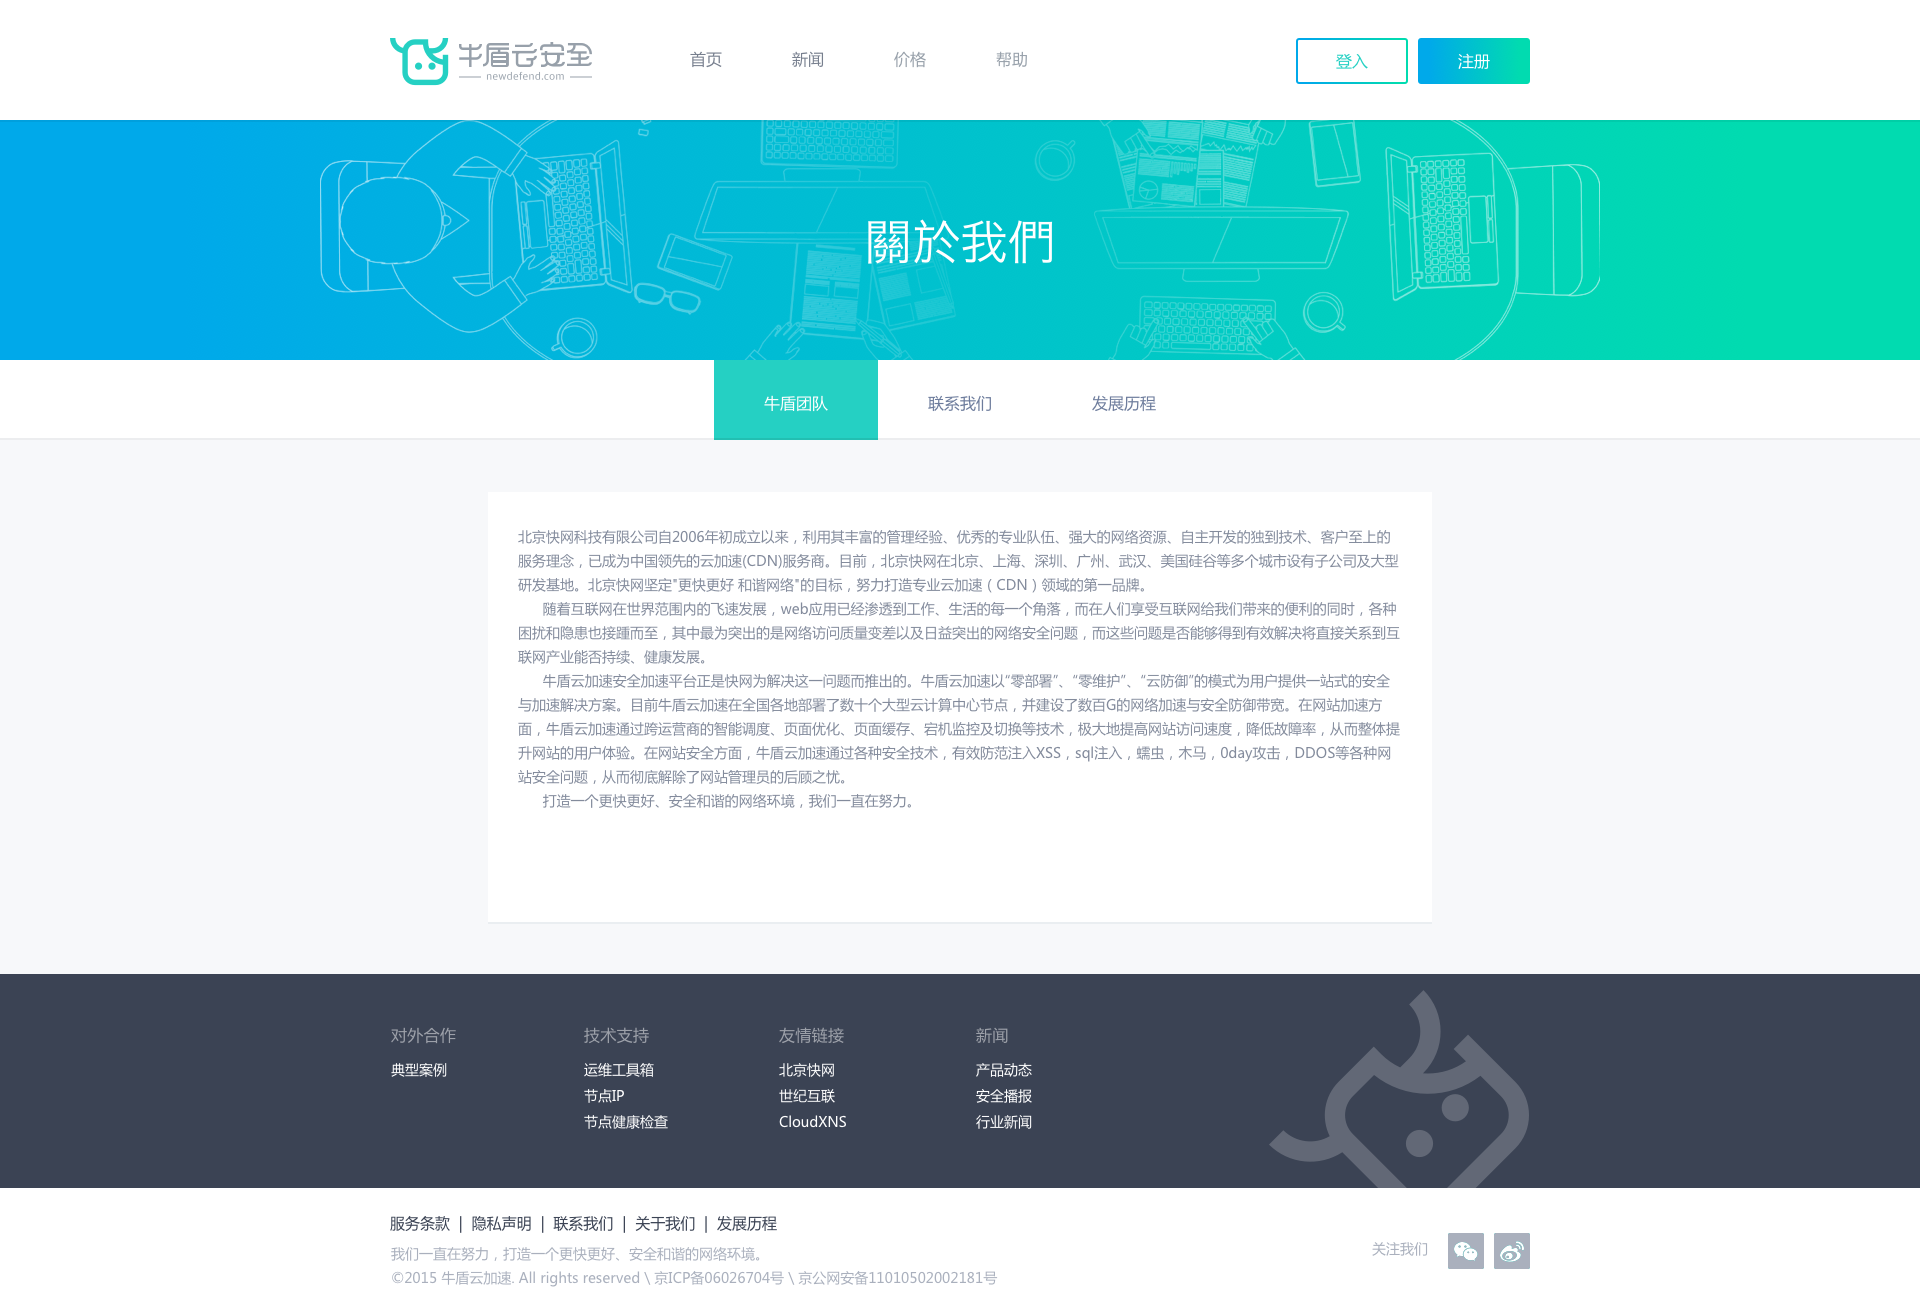 牛盾云安全
newdefend.com
首页 新闻 价格 帮助
登入 注册
關於我們
牛盾团队 联系我们 发展历程
北京快网科技有限公司自2006年初成立以来，利用其丰富的管理经验、优秀的专业队伍、强大的网络资源、自主开发的独到技术、客户至上的
服务理念，已成为中国领先的云加速(CDN)服务商。目前，北京快网在北京、上海、深圳、广州、武汉、美国硅谷等多个城市设有子公司及大型
研发基地。北京快网坚定"更快更好 和谐网络"的目标，努力打造专业云加速（CDN）领域的第一品牌。
随着互联网在世界范围内的飞速发展，web应用已经渗透到工作、生活的每一个角落，而在人们享受互联网给我们带来的便利的同时，各种
困扰和隐患也接踵而至，其中最为突出的是网络访问质量变差以及日益突出的网络安全问题，而这些问题是否能够得到有效解决将直接关系到互
联网产业能否持续、健康发展。
牛盾云加速安全加速平台正是快网为解决这一问题而推出的。牛盾云加速以“零部署”、“零维护”、“云防御”的模式为用户提供一站式的安全
与加速解决方案。目前牛盾云加速在全国各地部署了数十个大型云计算中心节点，并建设了数百G的网络加速与安全防御带宽。在网站加速方
面，牛盾云加速通过跨运营商的智能调度、页面优化、页面缓存、宕机监控及切换等技术，极大地提高网站访问速度，降低故障率，从而整体提
升网站的用户体验。在网站安全方面，牛盾云加速通过各种安全技术，有效防范注入XSS，sql注入，蠕虫，木马，0day攻击，DDOS等各种网
站安全问题，从而彻底解除了网站管理员的后顾之忧。
打造一个更快更好、安全和谐的网络环境，我们一直在努力。
对外合作 技术支持 友情链接 新闻
典型案例 运维工具箱 北京快网 产品动态
节点IP 世纪互联 安全播报
节点健康检查 CloudXNS 行业新闻
服务条款 | 隐私声明 | 联系我们 | 关于我们 | 发展历程
我们一直在努力，打造一个更快更好、安全和谐的网络环境。
关注我们
©2015 牛盾云加速. All rights reserved \ 京ICP备06026704号 \ 京公网安备11010502002181号